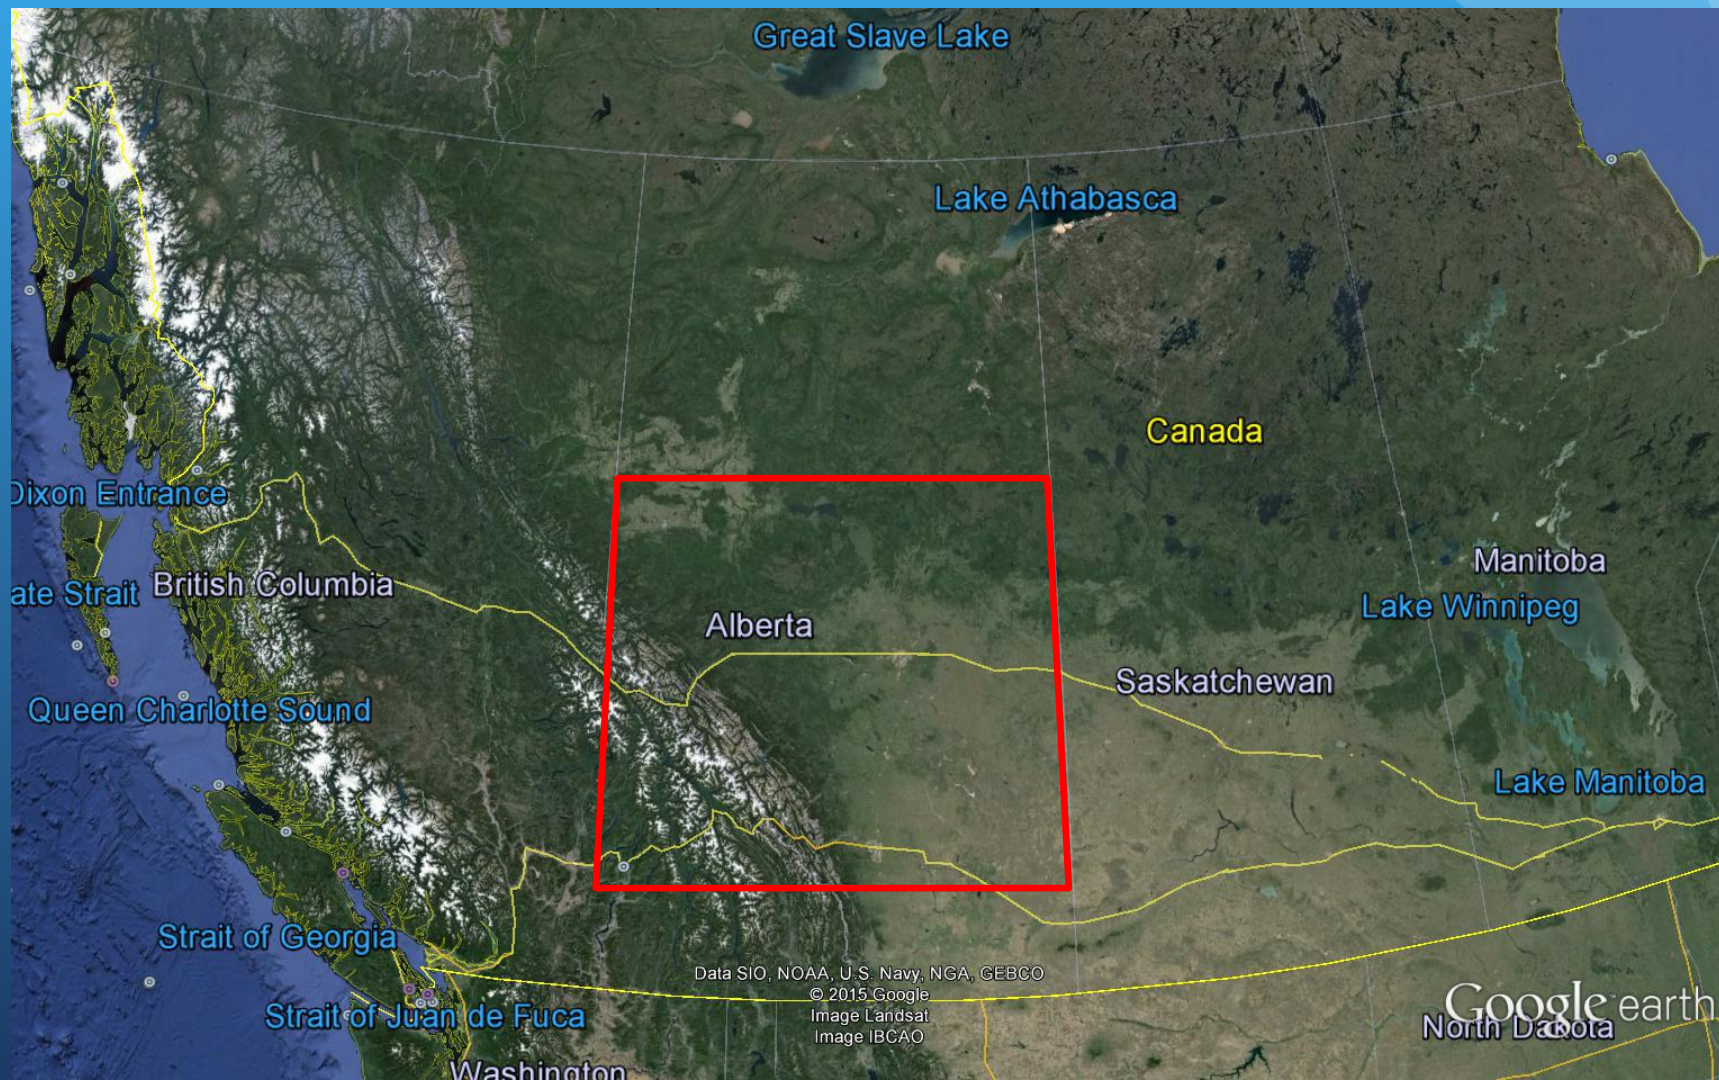 Great Slave Lake
Lake Athabasca
Canada
Dixon Entrance
Manitoba
British Columbia
ate Strait
Lake Winnipeg
Alberta
Saskatchewan
Queen Charlotte Sound
Lake Manitoba
Strait of Georgia
Data SIO, NOAA, U.S. Navy, NGA, GEBCO
© 2015 Google
Image Landsat
Image IBCAO
Google earth
Strait of Juan de Fuca
North Dakota
Washington